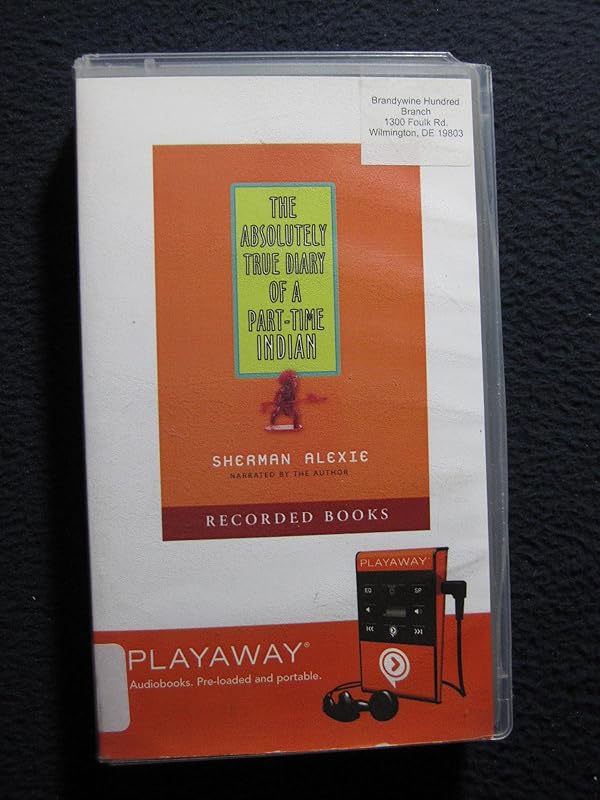 Brandywine Hundred
Branch
1300 Foulk Rd.
Wilmington, DE 19803
THE
ABSOLUTELY
TRUE DIARY
OF A
PART-TIME
INDIAN
SHERMAN ALEXIE
NARRATED BY THE AUTHOR
RECORDED BOOKS
PLAYAWAY
EQ SP
PLAYAWAY®
Audiobooks. Pre-loaded and portable.